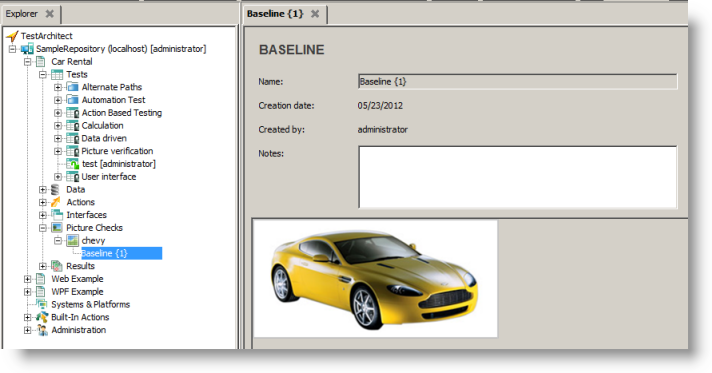 Explorer
TestArchitect
SampleRepository (localhost) [administrator]
Car Rental
Tests
Alternate Paths
Automation Test
Action Based Testing
Calculation
Data driven
Picture verification
test [administrator]
User interface
Data
Actions
Interfaces
Picture Checks
chevy
Baseline {1}
Results
Web Example
WPF Example
Systems & Platforms
Built-In Actions
Administration
Baseline {1}
BASELINE
Name: Baseline {1}
Creation date: 05/23/2012
Created by: administrator
Notes: